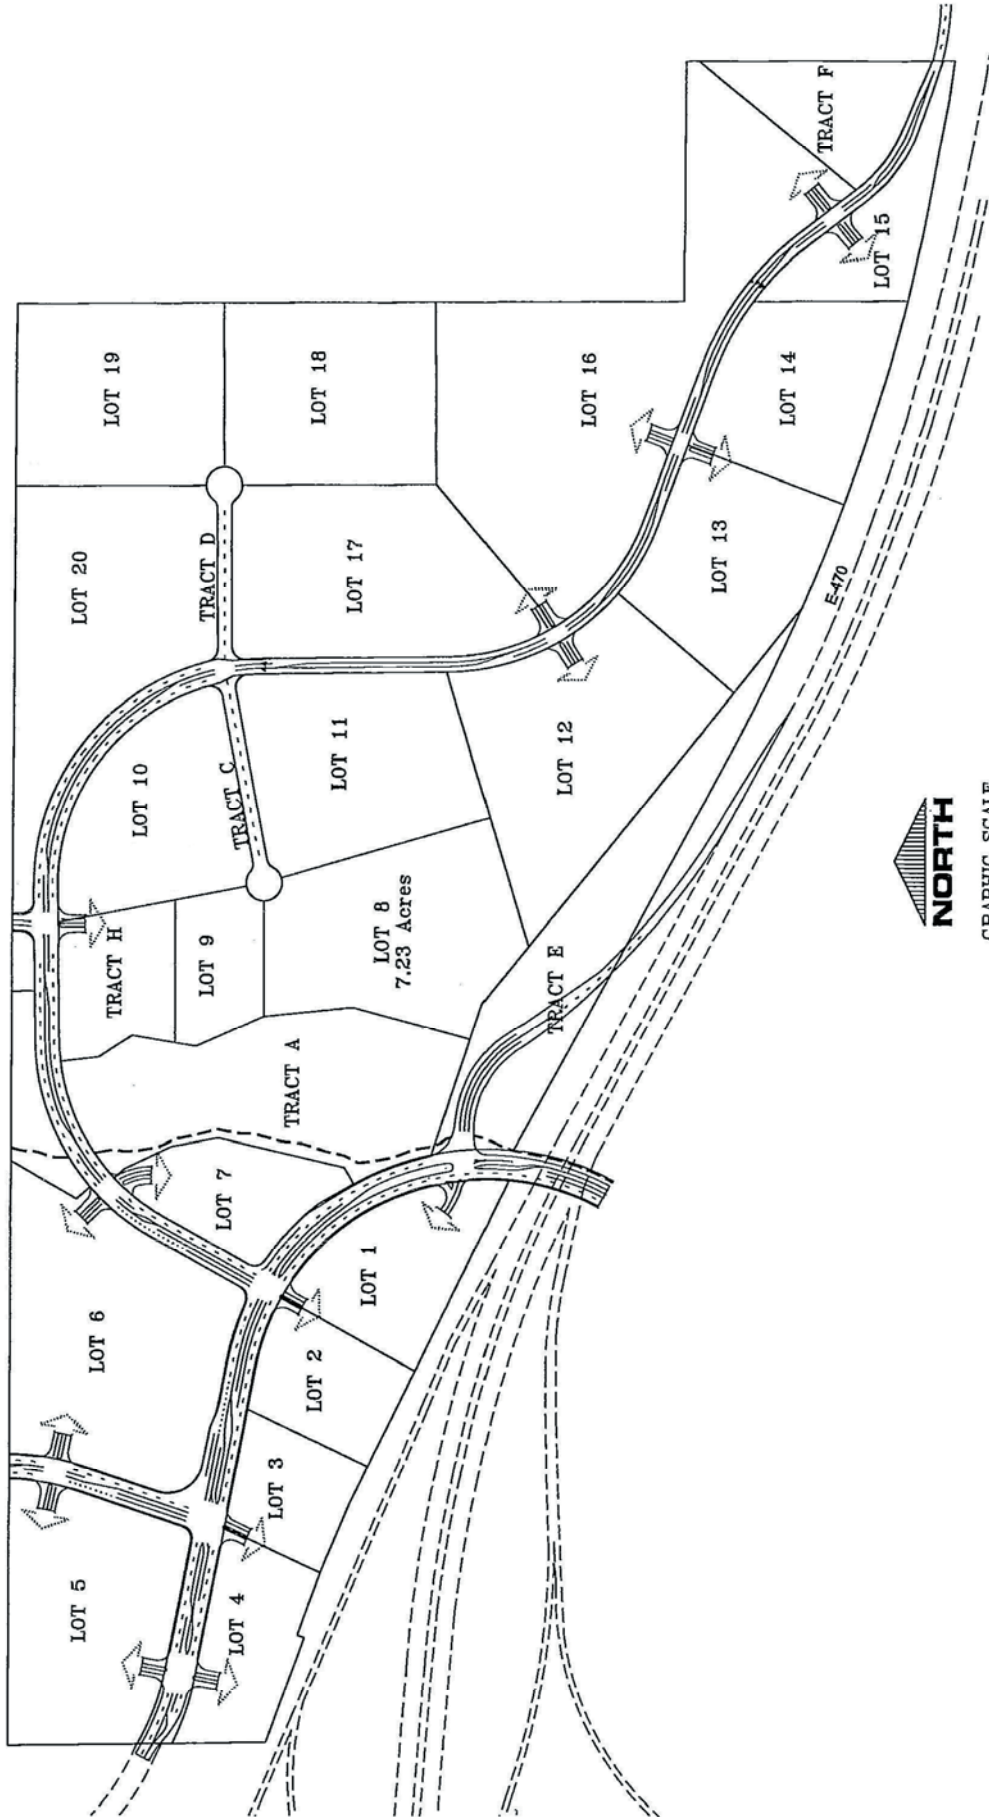 LOT 19
LOT 18
LOT 20
TRACT D
LOT 17
LOT 16
TRACT F
LOT 15
LOT 14
LOT 13
E-470
LOT 10
TRACT C
LOT 11
LOT 12
TRACT H
LOT 9
LOT 8
7.23 Acres
TRACT E
TRACT A
LOT 7
LOT 1
LOT 6
LOT 2
LOT 3
LOT 5
LOT 4
NORTH
GRAPHIC SCALE